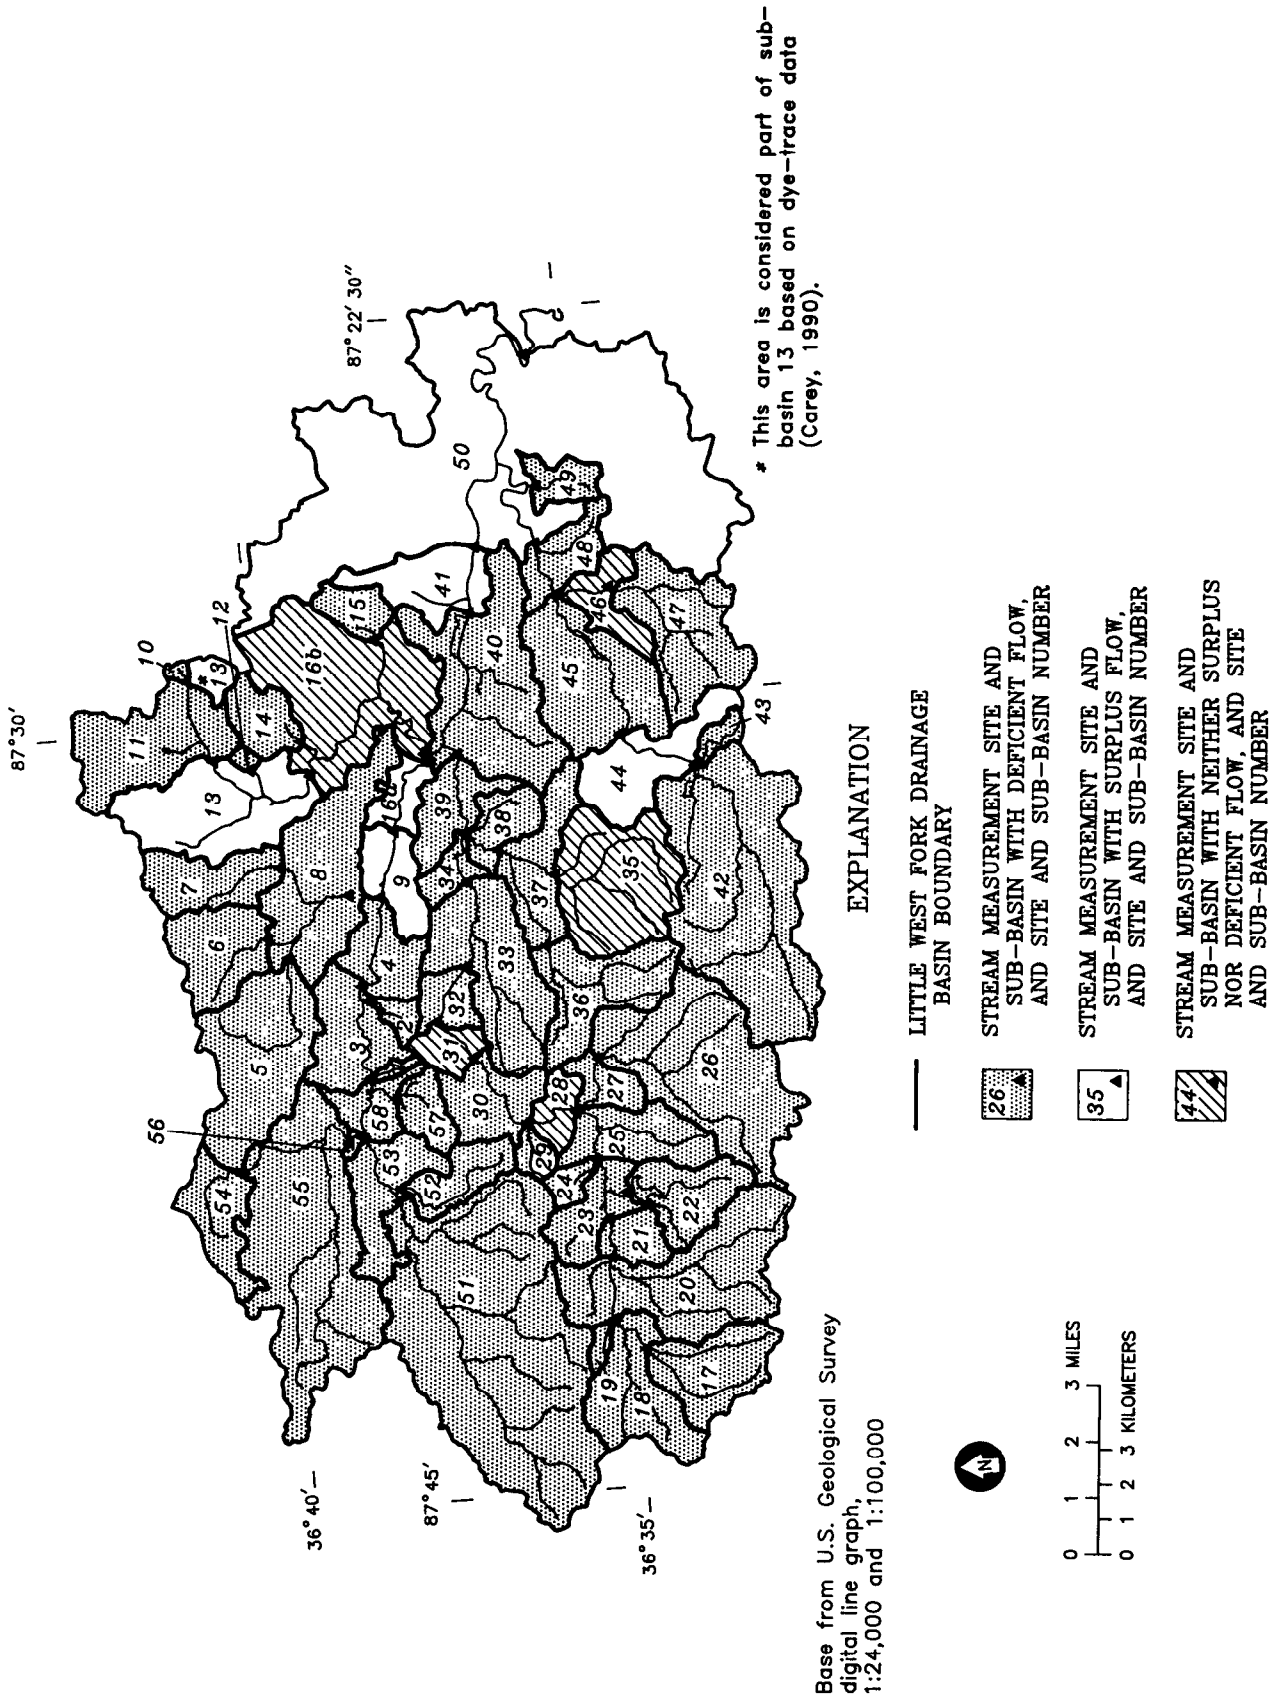 87° 30'
87° 22' 30"
10
12
11
13
* 13
14
16b
15
41
50
7
8
6
16a
9
39
40
45
46
48
49
47
43
44
38
34
37
35
42
5
3
4
2
33
32
31
36
26
56
54
55
58
57
53
52
30
28
27
29
25
24
23
22
21
51
20
19
18
17
36° 40'
87° 45'
36° 35'
* This area is considered part of sub-
basin 13 based on dye-trace data
(Carey, 1990).
Base from U.S. Geological Survey
digital line graph,
1:24,000 and 1:100,000
N
0 1 2 3 MILES
0 1 2 3 KILOMETERS
EXPLANATION
LITTLE WEST FORK DRAINAGE
BASIN BOUNDARY
26
STREAM MEASUREMENT SITE AND
SUB-BASIN WITH DEFICIENT FLOW,
AND SITE AND SUB-BASIN NUMBER
35
STREAM MEASUREMENT SITE AND
SUB-BASIN WITH SURPLUS FLOW,
AND SITE AND SUB-BASIN NUMBER
44
STREAM MEASUREMENT SITE AND
SUB-BASIN WITH NEITHER SURPLUS
NOR DEFICIENT FLOW, AND SITE
AND SUB-BASIN NUMBER